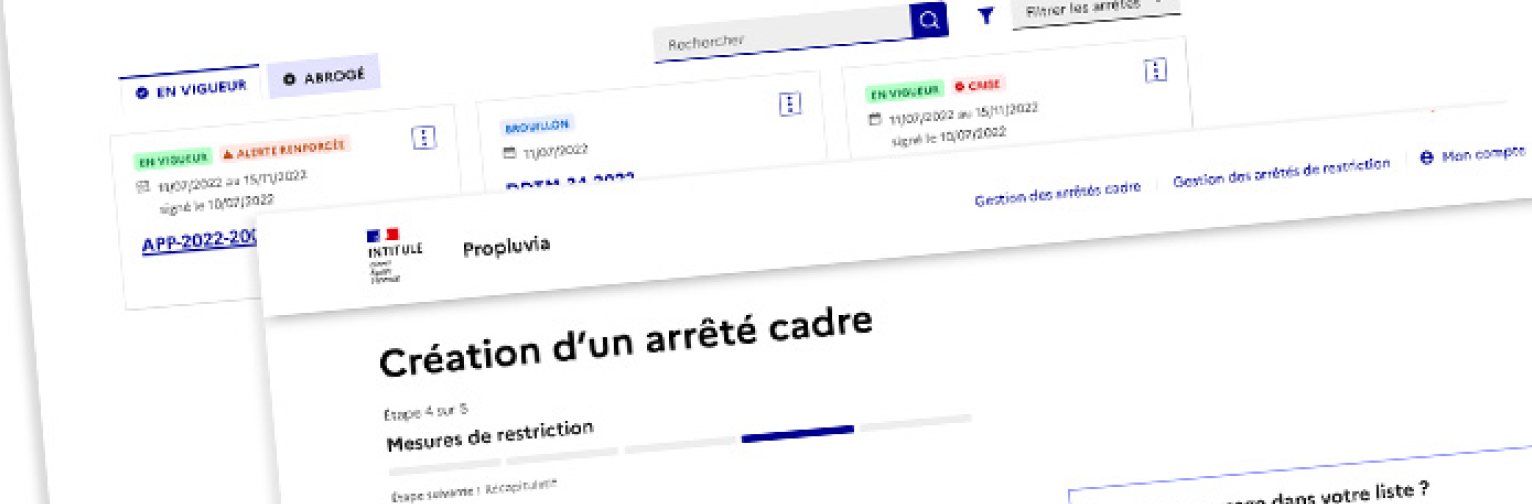 Rechercher
Filtrer les arrêtés
EN VIGUEUR
ABROGÉ
EN VIGUEUR ALERTE RENFORCÉE
11/07/2022 au 15/11/2022
signé le 10/07/2022
APP-2022-200
BROUILLON
11/07/2022
DDTM-34-2022
EN VIGUEUR CRISE
11/07/2022 au 15/11/2022
signé le 10/07/2022
INTITULÉ
Propluvia
Gestion des arrêtés cadre
Gestion des arrêtés de restriction
Mon compte
Création d’un arrêté cadre
Étape 4 sur 5
Mesures de restriction
Étape suivante : Récapitulatif
dans votre liste ?